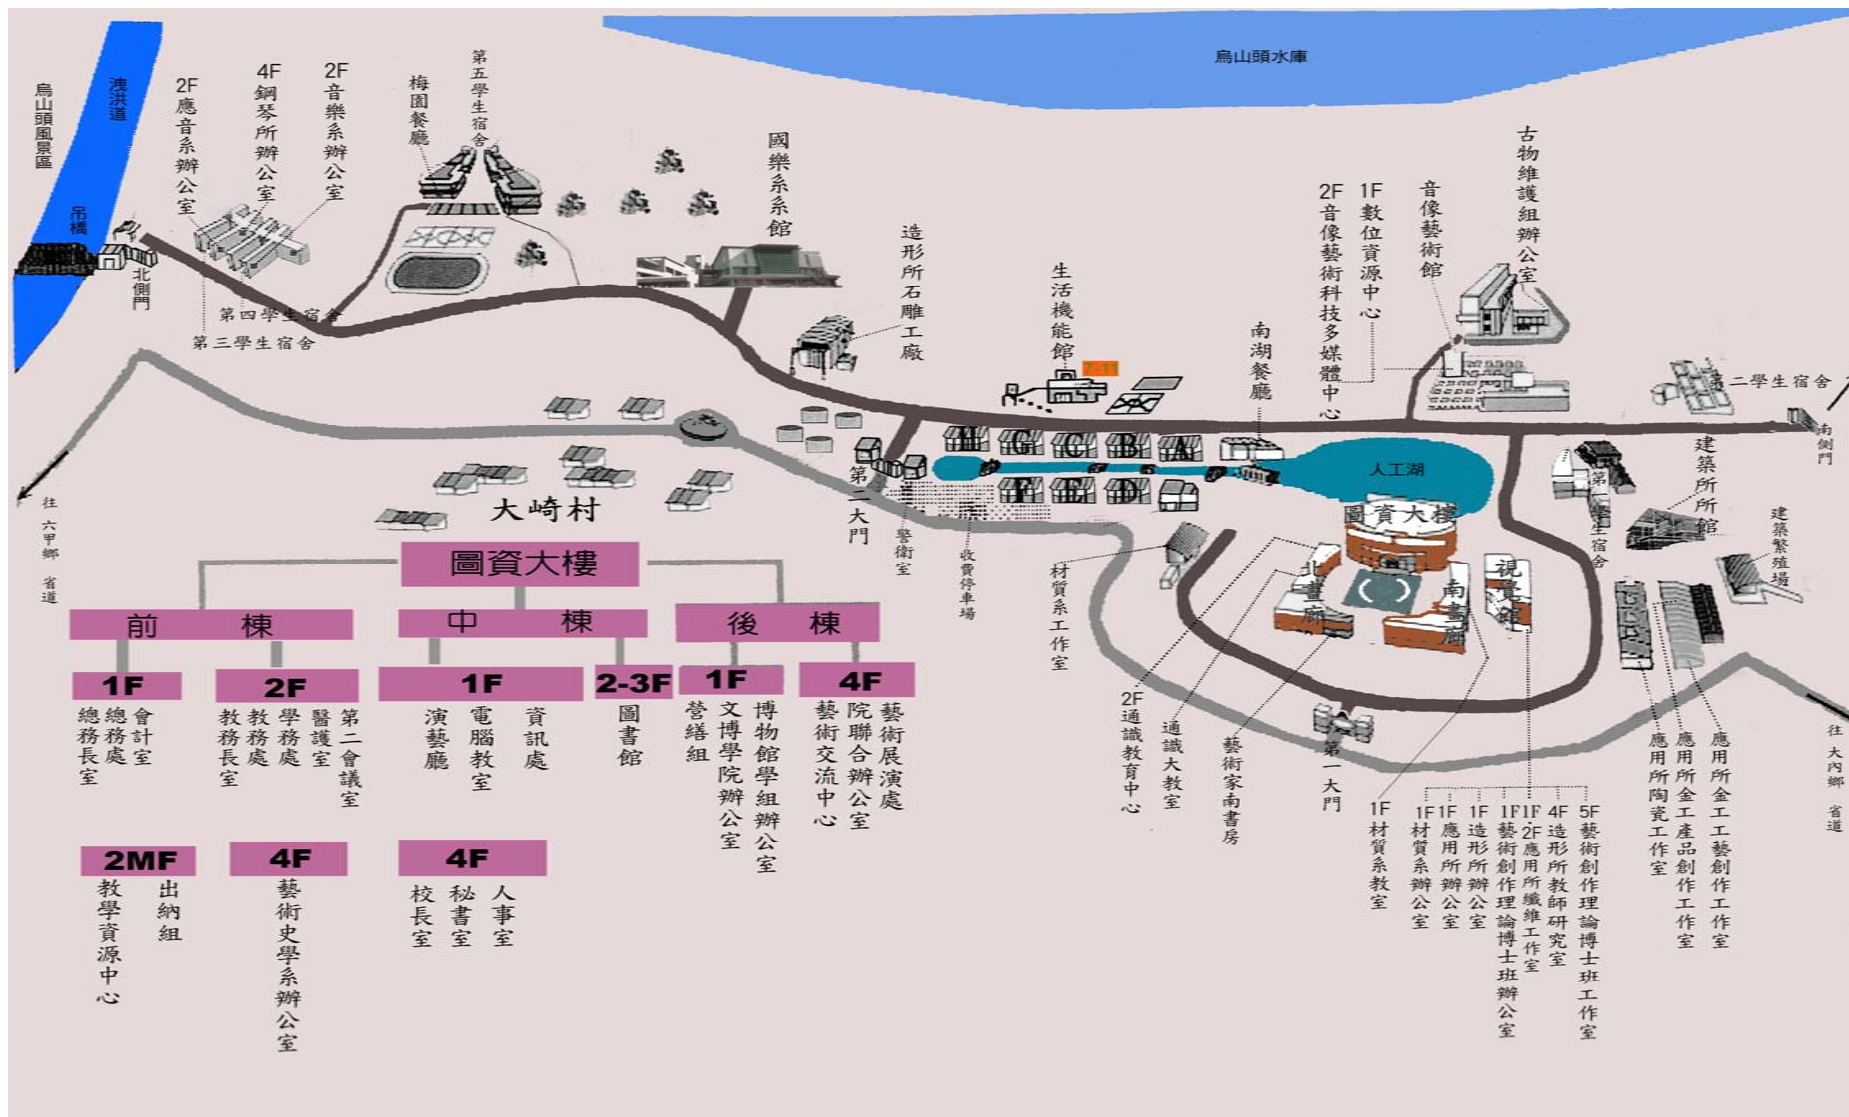 烏山頭水庫
烏山頭風景區
洩洪道
吊橋
北側門
2F應音系辦公室
4F鋼琴所辦公室
2F音樂系辦公室
第四學生宿舍
第三學生宿舍
梅園餐廳
第五學生宿舍
國樂系系館
造形所石雕工廠
生活機能館
7-11
南湖餐廳
2F音像藝術科技多媒體中心
1F數位資源中心
音像藝術館
古物維護組辦公室
第二學生宿舍
南側門
H
G
C
B
A
F
E
D
人工湖
第二大門
警衛室
收費停車場
大崎村
往 六甲鄉 省道
材質系工作室
圖資大樓
北畫廊
南畫廊
視覺館
第一學生宿舍
建築所所館
建築繁殖場
2F通識教育中心
通識大教室
藝術家南書房
第一大門
1F材質系教室
1F材質系辦公室
1F應用所辦公室
1F造形所辦公室
1F藝術創作理論博士班辦公室
1F.2F應用所纖維工作室
4F造形所教師研究室
5F藝術創作理論博士班工作室
應用所陶瓷工作室
應用所金工產品創作工作室
應用所金工工藝創作工作室
往 大內鄉 省道
圖資大樓
前棟
中棟
後棟
1F
會計室
總務處
總務長室
2F
第二會議室
醫護室
學務處
教務處
教務長室
1F
資訊處
電腦教室
演藝廳
2-3F
圖書館
1F
博物館學組辦公室
文博學院辦公室
營繕組
4F
藝術展演處
院聯合辦公室
藝術交流中心
2MF
出納組
教學資源中心
4F
藝術史學系辦公室
4F
人事室
秘書室
校長室